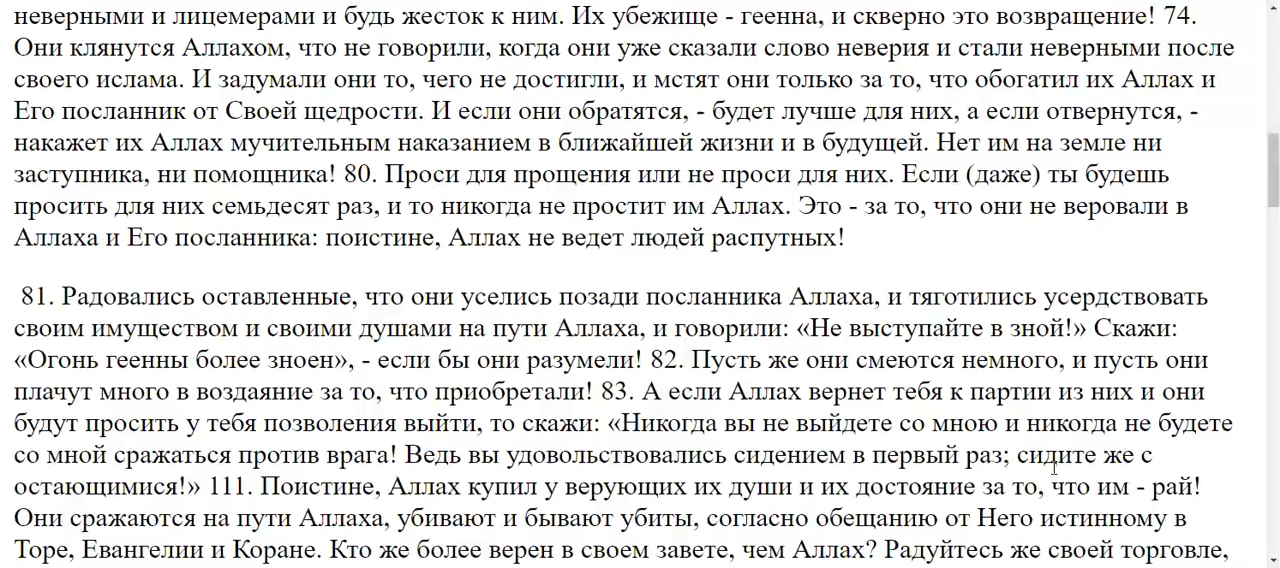 неверными и лицемерами и будь жесток к ним. Их убежище - геенна, и скверно это возвращение! 74.
Они клянутся Аллахом, что не говорили, когда они уже сказали слово неверия и стали неверными после
своего ислама. И задумали они то, чего не достигли, и мстят они только за то, что обогатил их Аллах и
Его посланник от Своей щедрости. И если они обратятся, - будет лучше для них, а если отвернутся, -
накажет их Аллах мучительным наказанием в ближайшей жизни и в будущей. Нет им на земле ни
заступника, ни помощника! 80. Проси для прощения или не проси для них. Если (даже) ты будешь
просить для них семьдесят раз, и то никогда не простит им Аллах. Это - за то, что они не веровали в
Аллаха и Его посланника: поистине, Аллах не ведет людей распутных!
81. Радовались оставленные, что они уселись позади посланника Аллаха, и тяготились усердствовать
своим имуществом и своими душами на пути Аллаха, и говорили: «Не выступайте в зной!» Скажи:
«Огонь геенны более зноен», - если бы они разумели! 82. Пусть же они смеются немного, и пусть они
плачут много в воздаяние за то, что приобретали! 83. А если Аллах вернет тебя к партии из них и они
будут просить у тебя позволения выйти, то скажи: «Никогда вы не выйдете со мною и никогда не будете
со мной сражаться против врага! Ведь вы удовольствовались сидением в первый раз; сидите же с
остающимися!» 111. Поистине, Аллах купил у верующих их души и их достояние за то, что им - рай!
Они сражаются на пути Аллаха, убивают и бывают убиты, согласно обещанию от Него истинному в
Торе, Евангелии и Коране. Кто же более верен в своем завете, чем Аллах? Радуйтесь же своей торговле,